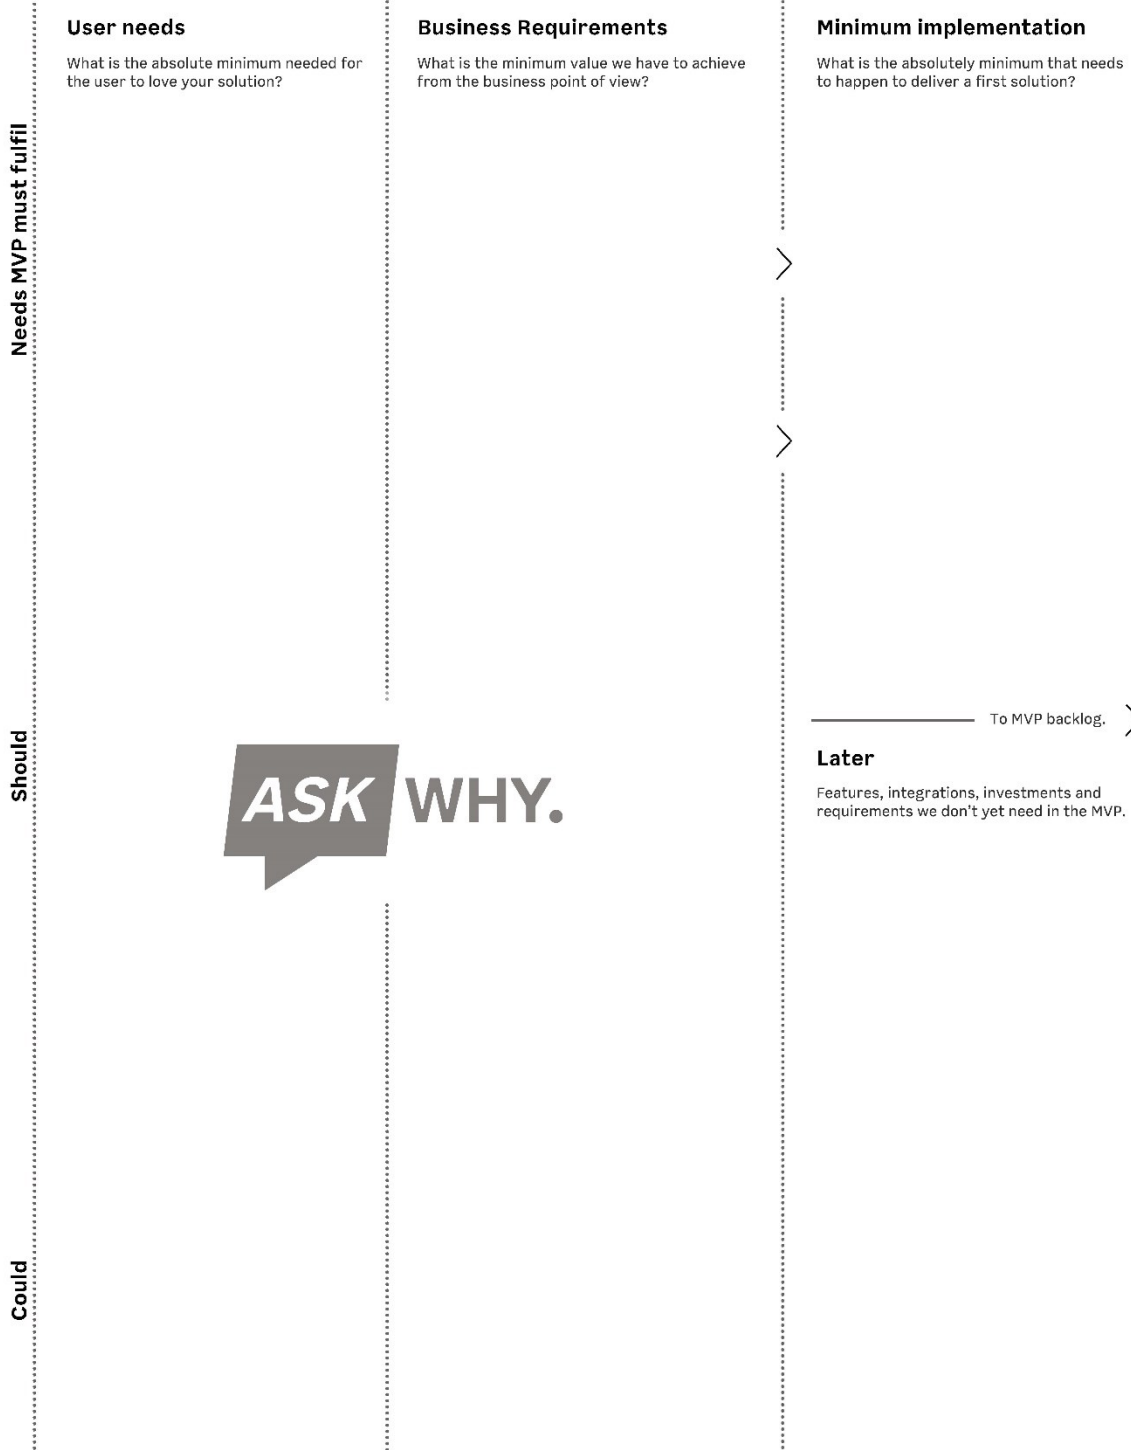 User needs
What is the absolute minimum needed for
the user to love your solution?
Business Requirements
What is the minimum value we have to achieve
from the business point of view?
Minimum implementation
What is the absolutely minimum that needs
to happen to deliver a first solution?
Needs MVP must fulfil
Should
ASK WHY.
To MVP backlog.
Later
Features, integrations, investments and
requirements we don't yet need in the MVP.
Could